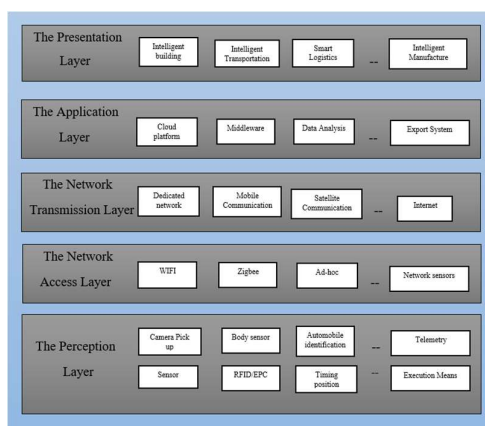 The Presentation
Layer
Intelligent
building
Intelligent
Transportation
Smart
Logistics
--
Intelligent
Manufacture
The Application
Layer
Cloud
platform
Middleware
Data Analysis
--
Export System
The Network
Transmission Layer
Dedicated
network
Mobile
Communication
Satellite
Communication
--
Internet
The Network
Access Layer
WIFI
Zigbee
Ad-hoc
--
Network sensors
The Perception
Layer
Camera Pick
up
Body sensor
Automobile
identification
--
Telemetry
Sensor
RFID/EPC
Timing
position
--
Execution Means